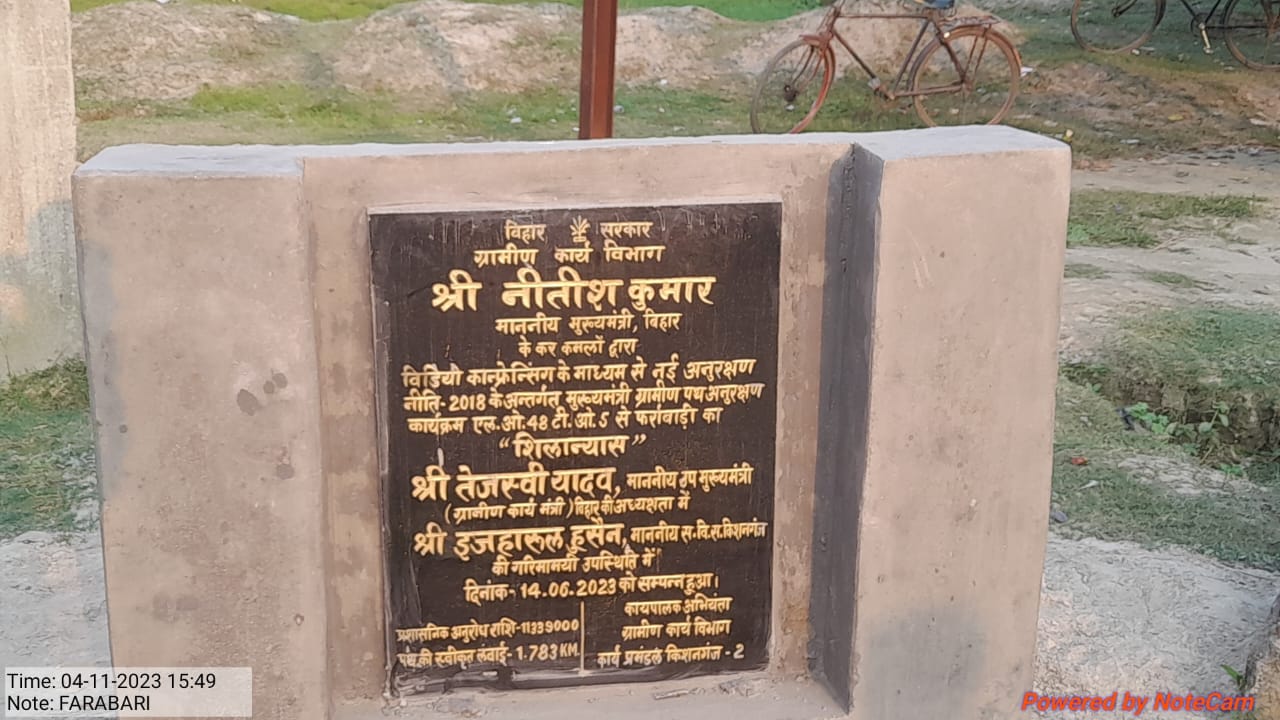 विहार सरकार
ग्रामीण कार्य विभाग
श्री नीतीश कुमार
माननीय मुख्यमंत्री, विहार
के कर कमलों द्वारा
विडियो कान्फ्रेन्सिंग के माध्यम से नई अनुरक्षण
नीति- 2018 के अन्तर्गत मुख्यमंत्री ग्रामीण पथ अनुरक्षण
कार्यक्रम एल.ओ.48 टी.ओ.5 से फर्राबाड़ी का
"शिलान्यास"
श्री तेजस्वी यादव, माननीय उप मुख्यमंत्री
(ग्रामीण कार्य मंत्री) विहार की अध्यक्षता में
श्री इजहारूल हूसैन, माननीय स.वि.स.किशनगंज
की गरिमामयी उपस्थिति में
दिनांक- 14.06.2023 को सम्पन्न हुआ।
प्रशासनिक अनुरोध राशि-11339000
पथ की स्वीकृत लंवाई- 1.783 KM.
कायपालक अभियंता
ग्रामीण कार्य विभाग
कार्य प्रमंडल किशनगंज - 2
Time: 04-11-2023 15:49
Note: FARABARI
Powered by NoteCam